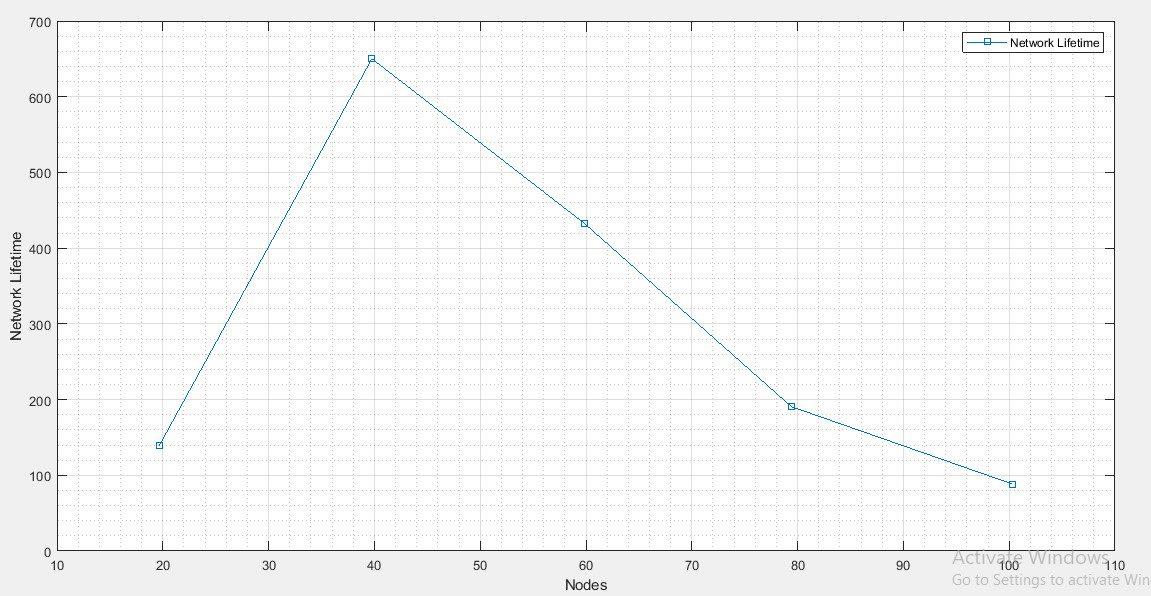 700
600
500
400
300
200
100
0
Network Lifetime
Network Lifetime
10 20 30 40 50 60 70 80 90 100 110
Nodes
Activate Windows
Go to Settings to activate Win